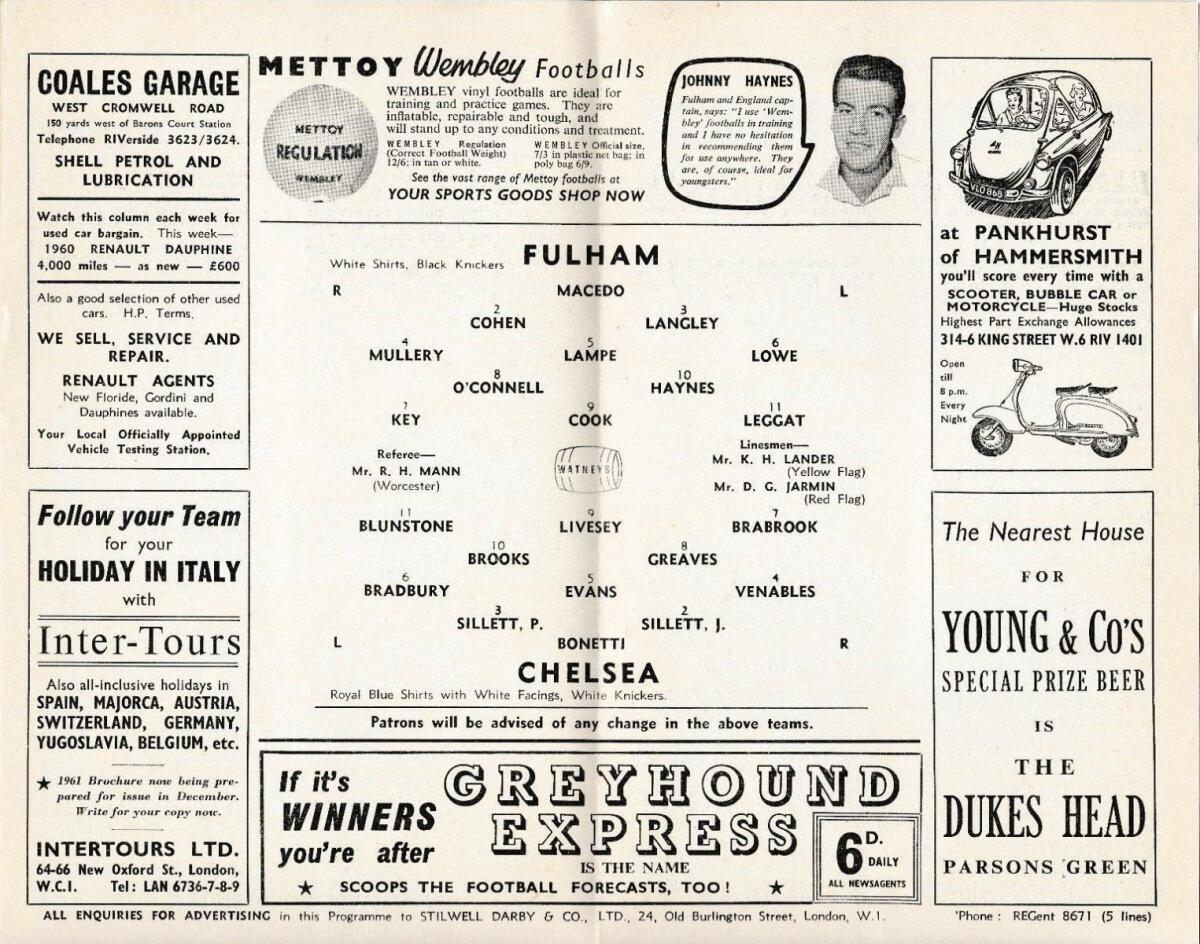 COALES GARAGE
WEST CROMWELL ROAD
150 yards west of Barons Court Station
Telephone RIVerside 3623/3624.
SHELL PETROL AND
LUBRICATION
Watch this column each week for
used car bargain. This week—
1960 RENAULT DAUPHINE
4,000 miles — as new — £600
Also a good selection of other used
cars. H.P. Terms.
WE SELL, SERVICE AND
REPAIR.
RENAULT AGENTS
New Floride, Gordini and
Dauphines available.
Your Local Officially Appointed
Vehicle Testing Station.
Follow your Team
for your
HOLIDAY IN ITALY
with
Inter-Tours
Also all-inclusive holidays in
SPAIN, MAJORCA, AUSTRIA,
SWITZERLAND, GERMANY,
YUGOSLAVIA, BELGIUM, etc.
★ 1961 Brochure now being pre-
pared for issue in December.
Write for your copy now.
INTERTOURS LTD.
64-66 New Oxford St., London,
W.C.I. Tel: LAN 6736-7-8-9
METTOY Wembley Footballs
METTOY
REGULATION
WEMBLEY
WEMBLEY vinyl footballs are ideal for
training and practice games. They are
inflatable, repairable and tough, and
will stand up to any conditions and treatment.
WEMBLEY Regulation
(Correct Football Weight)
12/6; in tan or white.
WEMBLEY Official size,
7/3 in plastic net bag; in
poly bag 6/9.
See the vast range of Mettoy footballs at
YOUR SPORTS GOODS SHOP NOW
JOHNNY HAYNES
Fulham and England cap-
tain, says: "I use 'Wem-
bley' footballs in training
and I have no hesitation
in recommending them
for use anywhere. They
are, of course, ideal for
youngsters."
White Shirts, Black Knickers FULHAM
R MACEDO L
2 3
COHEN LANGLEY
4 5 6
MULLERY LAMPE LOWE
8 10
O'CONNELL HAYNES
7 9 11
KEY COOK LEGGAT
Referee—
Mr. R. H. MANN
(Worcester)
WATNEYS
Linesmen—
Mr. K. H. LANDER
(Yellow Flag)
Mr. D. G. JARMIN
(Red Flag)
11 9 7
BLUNSTONE LIVESEY BRABROOK
10 8
BROOKS GREAVES
6 5 4
BRADBURY EVANS VENABLES
3 2
SILLETT, P. SILLETT, J.
L BONETTI R
CHELSEA
Royal Blue Shirts with White Facings, White Knickers.
Patrons will be advised of any change in the above teams.
If it's
WINNERS
you're after
GREYHOUND
EXPRESS
IS THE NAME
★ SCOOPS THE FOOTBALL FORECASTS, TOO! ★
6D.
DAILY
ALL NEWSAGENTS
VLO 868
at PANKHURST
of HAMMERSMITH
you'll score every time with a
SCOOTER, BUBBLE CAR or
MOTORCYCLE—Huge Stocks
Highest Part Exchange Allowances
314-6 KING STREET W.6 RIV 1401
Open
till
8 p.m.
Every
Night
The Nearest House
FOR
YOUNG & Co's
SPECIAL PRIZE BEER
IS
THE
DUKES HEAD
PARSONS GREEN
ALL ENQUIRIES FOR ADVERTISING in this Programme to STILWELL DARBY & CO., LTD., 24, Old Burlington Street, London, W.1. 'Phone: REGent 8671 (5 lines)